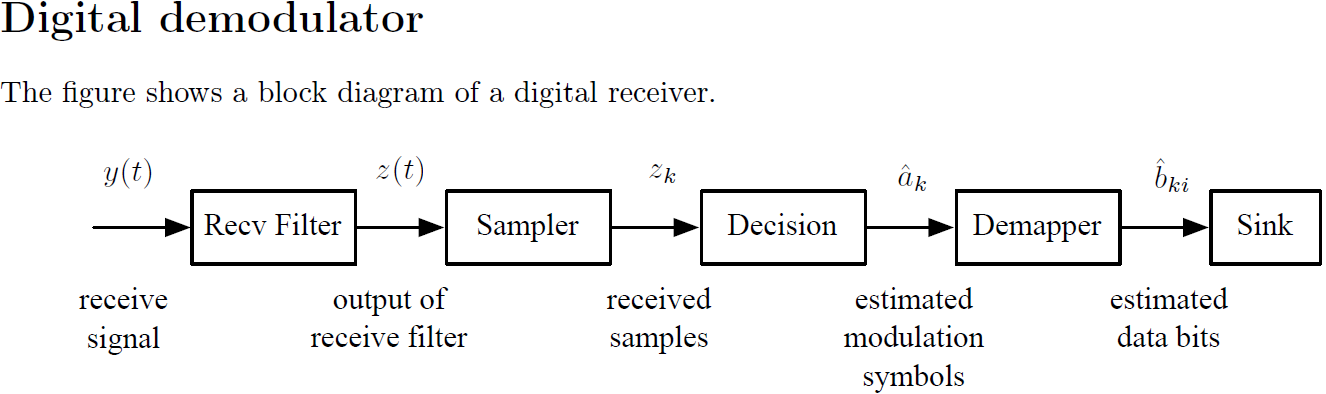 Digital demodulator
The figure shows a block diagram of a digital receiver.
y(t) z(t) z_k â_k b̂_{ki}
Recv Filter Sampler Decision Demapper Sink
receive output of received estimated estimated
signal receive filter samples modulation data bits
symbols